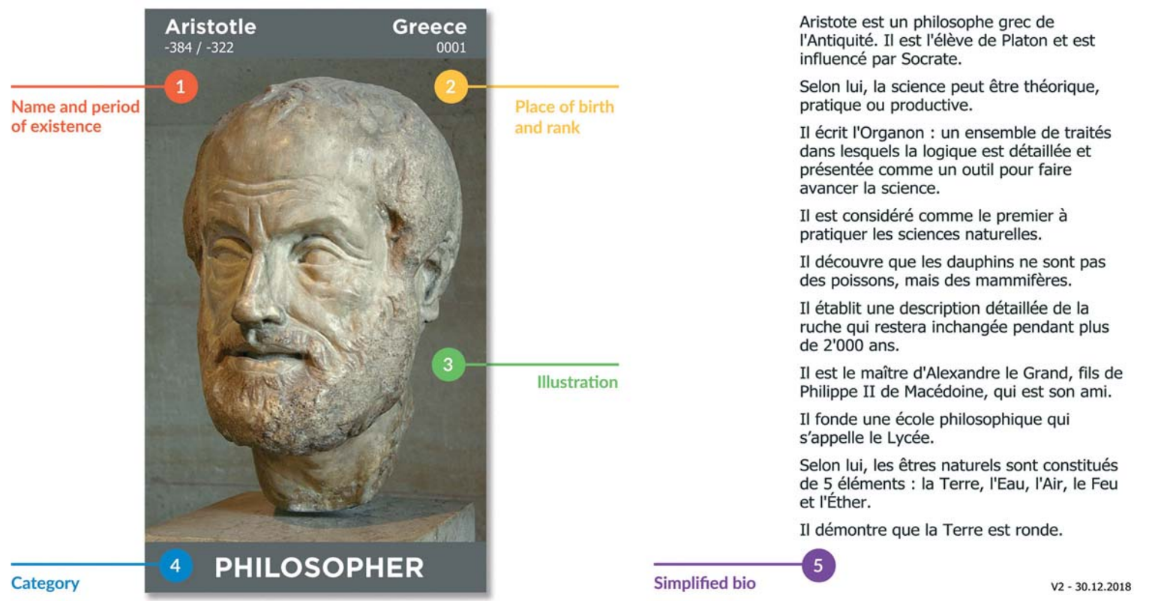 Aristotle
-384 / -322
Greece
0001
1
Name and period
of existence
2
Place of birth
and rank
3
Illustration
4
Category
PHILOSOPHER
Aristote est un philosophe grec de
l'Antiquité. Il est l'élève de Platon et est
influencé par Socrate.
Selon lui, la science peut être théorique,
pratique ou productive.
Il écrit l'Organon : un ensemble de traités
dans lesquels la logique est détaillée et
présentée comme un outil pour faire
avancer la science.
Il est considéré comme le premier à
pratiquer les sciences naturelles.
Il découvre que les dauphins ne sont pas
des poissons, mais des mammifères.
Il établit une description détaillée de la
ruche qui restera inchangée pendant plus
de 2'000 ans.
Il est le maître d'Alexandre le Grand, fils de
Philippe II de Macédoine, qui est son ami.
Il fonde une école philosophique qui
s’appelle le Lycée.
Selon lui, les êtres naturels sont constitués
de 5 éléments : la Terre, l'Eau, l'Air, le Feu
et l'Éther.
Il démontre que la Terre est ronde.
5
Simplified bio
V2 - 30.12.2018